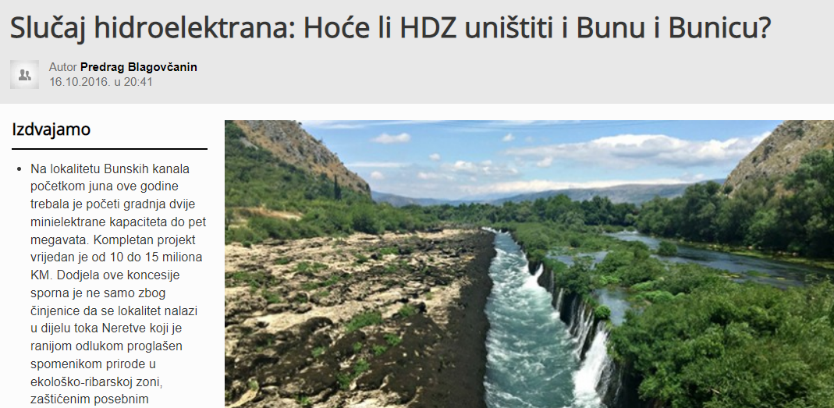 Slučaj hidroelektrana: Hoće li HDZ uništiti i Bunu i Bunicu?
Autor Predrag Blagovčanin
16.10.2016. u 20:41
Izdvajamo
• Na lokalitetu Bunskih kanala
početkom juna ove godine
trebala je početi gradnja dvije
minielektrane kapaciteta do pet
megavata. Kompletan projekt
vrijedan je od 10 do 15 miliona
KM. Dodjela ove koncesije
sporna je ne samo zbog
činjenice da se lokalitet nalazi
u dijelu toka Neretve koji je
ranijom odlukom proglašen
spomenikom prirode u
ekološko-ribarskoj zoni,
zaštićenim posebnim